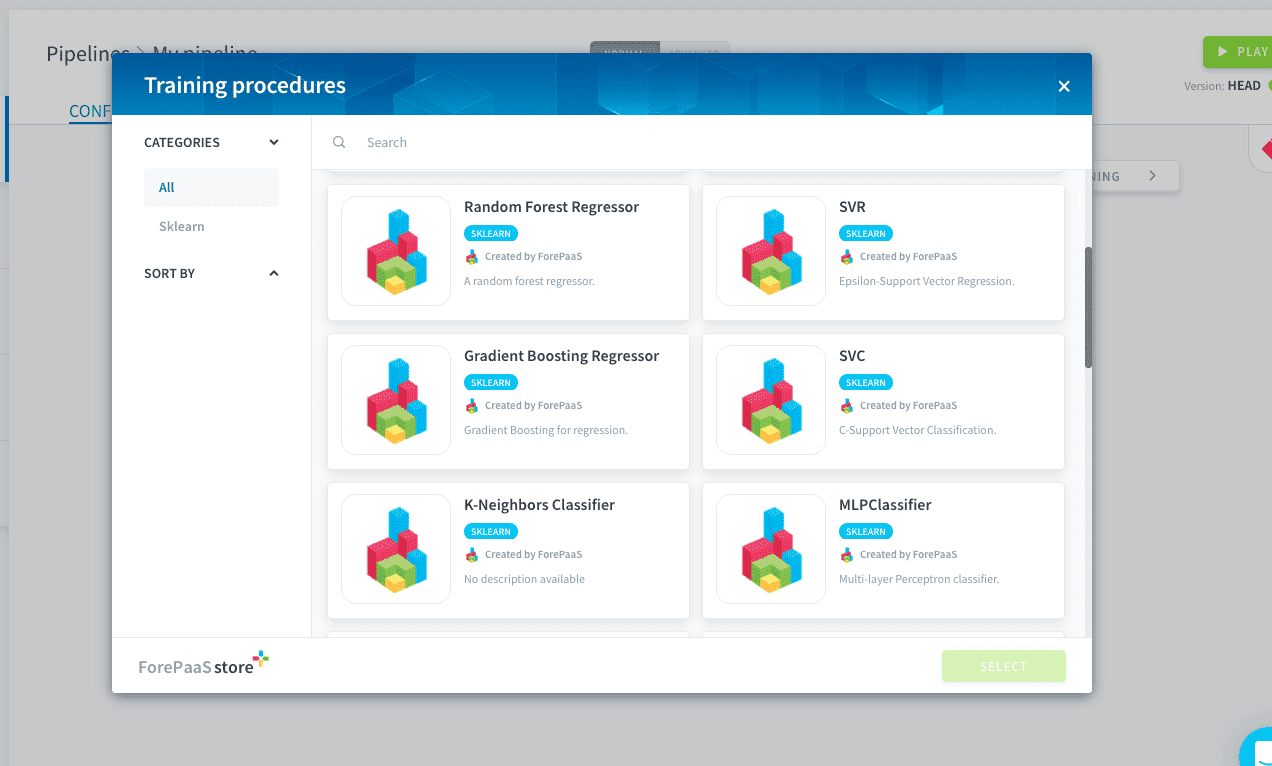 Pipelines > My pipeline
NORMAL ADVANCED
PLAY
Version: HEAD
CONF
NING
Training procedures
CATEGORIES
All
Sklearn
SORT BY
Search
Random Forest Regressor
SKLEARN
Created by ForePaaS
A random forest regressor.
SVR
SKLEARN
Created by ForePaaS
Epsilon-Support Vector Regression.
Gradient Boosting Regressor
SKLEARN
Created by ForePaaS
Gradient Boosting for regression.
SVC
SKLEARN
Created by ForePaaS
C-Support Vector Classification.
K-Neighbors Classifier
SKLEARN
Created by ForePaaS
No description available
MLPClassifier
SKLEARN
Created by ForePaaS
Multi-layer Perceptron classifier.
ForePaaS store
SELECT